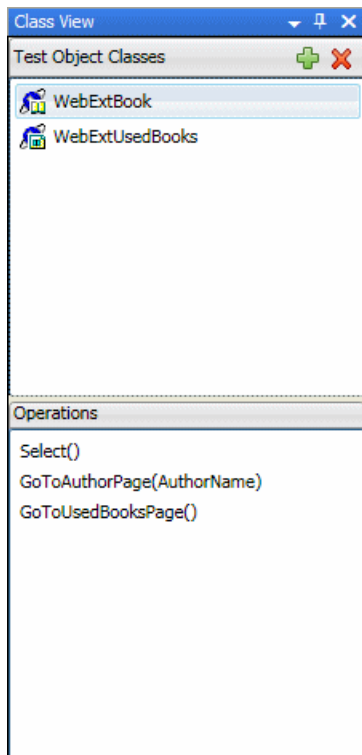 Class View
Test Object Classes
WebExtBook
WebExtUsedBooks
Operations
Select()
GoToAuthorPage(AuthorName)
GoToUsedBooksPage()